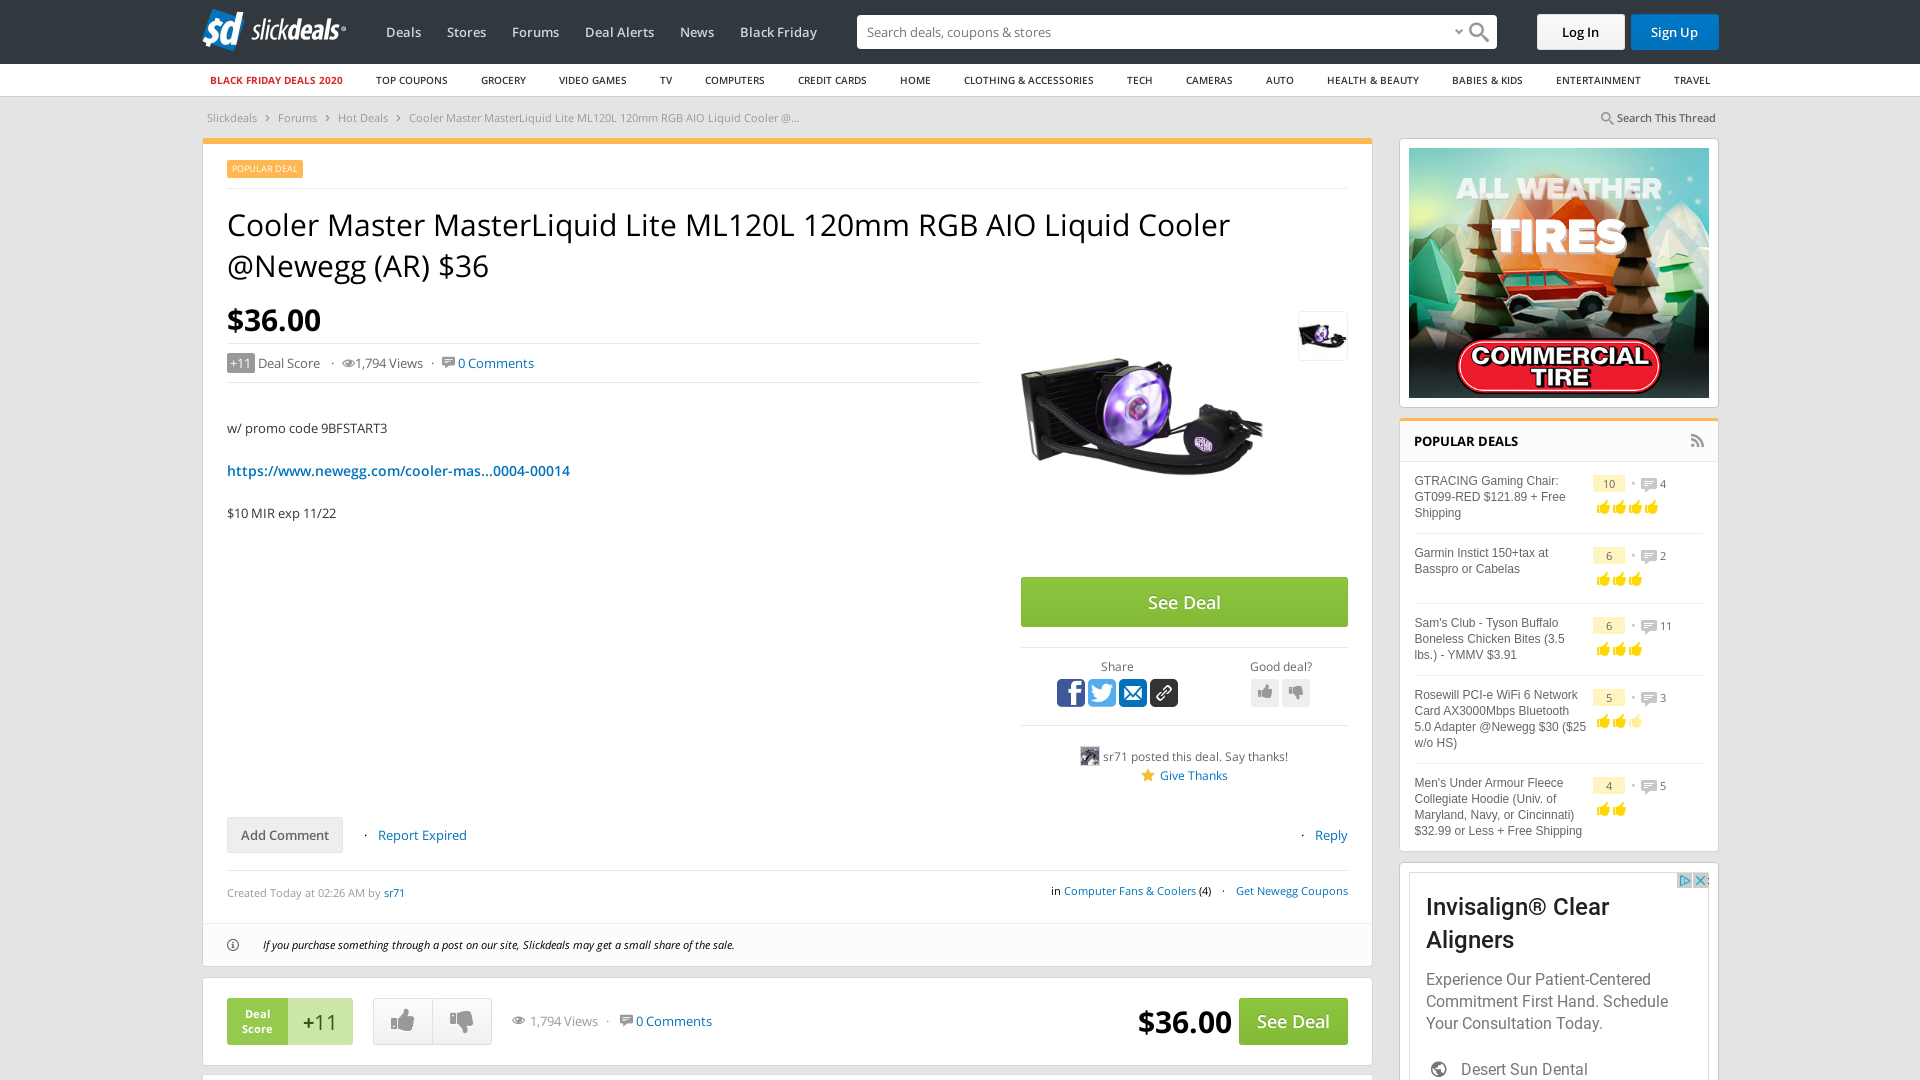 slickdeals
Deals
Stores
Forums
Deal Alerts
News
Black Friday
Search deals, coupons & stores
Log In
Sign Up
BLACK FRIDAY DEALS 2020
TOP COUPONS
GROCERY
VIDEO GAMES
TV
COMPUTERS
CREDIT CARDS
HOME
CLOTHING & ACCESSORIES
TECH
CAMERAS
AUTO
HEALTH & BEAUTY
BABIES & KIDS
ENTERTAINMENT
TRAVEL
Slickdeals › Forums › Hot Deals › Cooler Master MasterLiquid Lite ML120L 120mm RGB AIO Liquid Cooler @...
Search This Thread
POPULAR DEAL
Cooler Master MasterLiquid Lite ML120L 120mm RGB AIO Liquid Cooler
@Newegg (AR) $36
$36.00
+11 Deal Score · 1,794 Views · 0 Comments
w/ promo code 9BFSTART3
https://www.newegg.com/cooler-mas...0004-00014
$10 MIR exp 11/22
See Deal
Share
Good deal?
sr71 posted this deal. Say thanks!
Give Thanks
Add Comment
· Report Expired
· Reply
Created Today at 02:26 AM by sr71
in Computer Fans & Coolers (4) · Get Newegg Coupons
If you purchase something through a post on our site, Slickdeals may get a small share of the sale.
Deal
Score
+11
1,794 Views · 0 Comments
$36.00
See Deal
ALL WEATHER
TIRES
COMMERCIAL
TIRE
POPULAR DEALS
GTRACING Gaming Chair:
GT099-RED $121.89 + Free
Shipping
10 · 4
Garmin Instict 150+tax at
Basspro or Cabelas
6 · 2
Sam's Club - Tyson Buffalo
Boneless Chicken Bites (3.5
lbs.) - YMMV $3.91
6 · 11
Rosewill PCI-e WiFi 6 Network
Card AX3000Mbps Bluetooth
5.0 Adapter @Newegg $30 ($25
w/o HS)
5 · 3
Men's Under Armour Fleece
Collegiate Hoodie (Univ. of
Maryland, Navy, or Cincinnati)
$32.99 or Less + Free Shipping
4 · 5
Invisalign® Clear
Aligners
Experience Our Patient-Centered
Commitment First Hand. Schedule
Your Consultation Today.
Desert Sun Dental